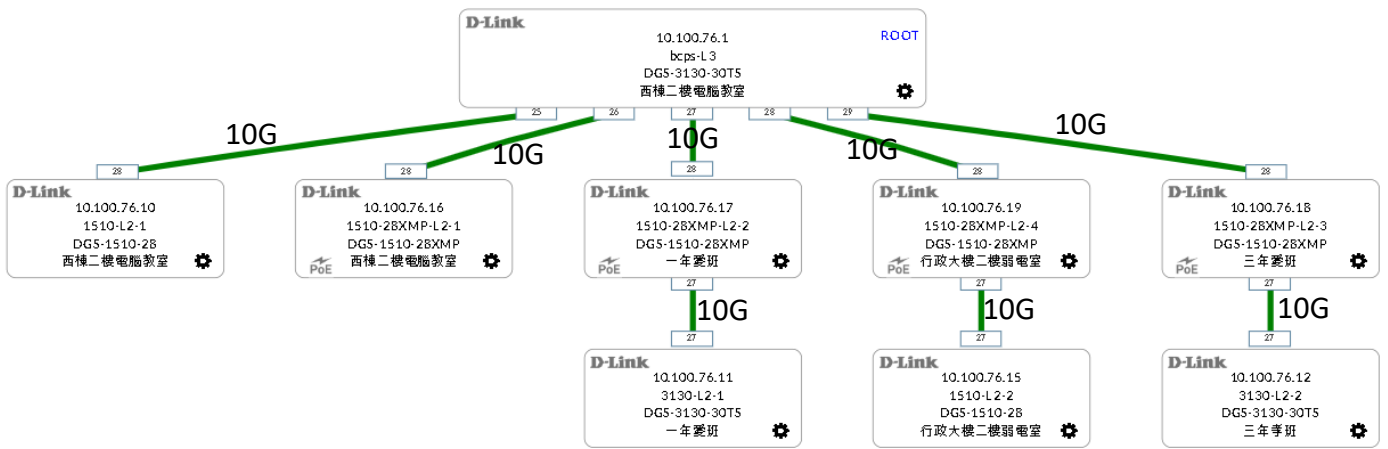 D-Link
10.100.76.1
ROOT
bcps-L3
DGS-3130-30TS
西棟二樓電腦教室
25 26 27 28 29
10G 10G 10G 10G 10G
28 28 28 28 28
D-Link
10.100.76.10
1510-L2-1
DGS-1510-28
西棟二樓電腦教室
D-Link
10.100.76.16
1510-28XMP-L2-1
DGS-1510-28XMP
西棟二樓電腦教室
PoE
D-Link
10.100.76.17
1510-28XMP-L2-2
DGS-1510-28XMP
一年愛班
PoE
D-Link
10.100.76.19
1510-28XMP-L2-4
DGS-1510-28XMP
行政大樓二樓弱電室
PoE
D-Link
10.100.76.18
1510-28XMP-L2-3
DGS-1510-28XMP
三年愛班
PoE
27 27 27
10G 10G 10G
27 27 27
D-Link
10.100.76.11
3130-L2-1
DGS-3130-30TS
一年愛班
D-Link
10.100.76.15
1510-L2-2
DGS-1510-28
行政大樓二樓弱電室
D-Link
10.100.76.12
3130-L2-2
DGS-3130-30TS
三年孝班